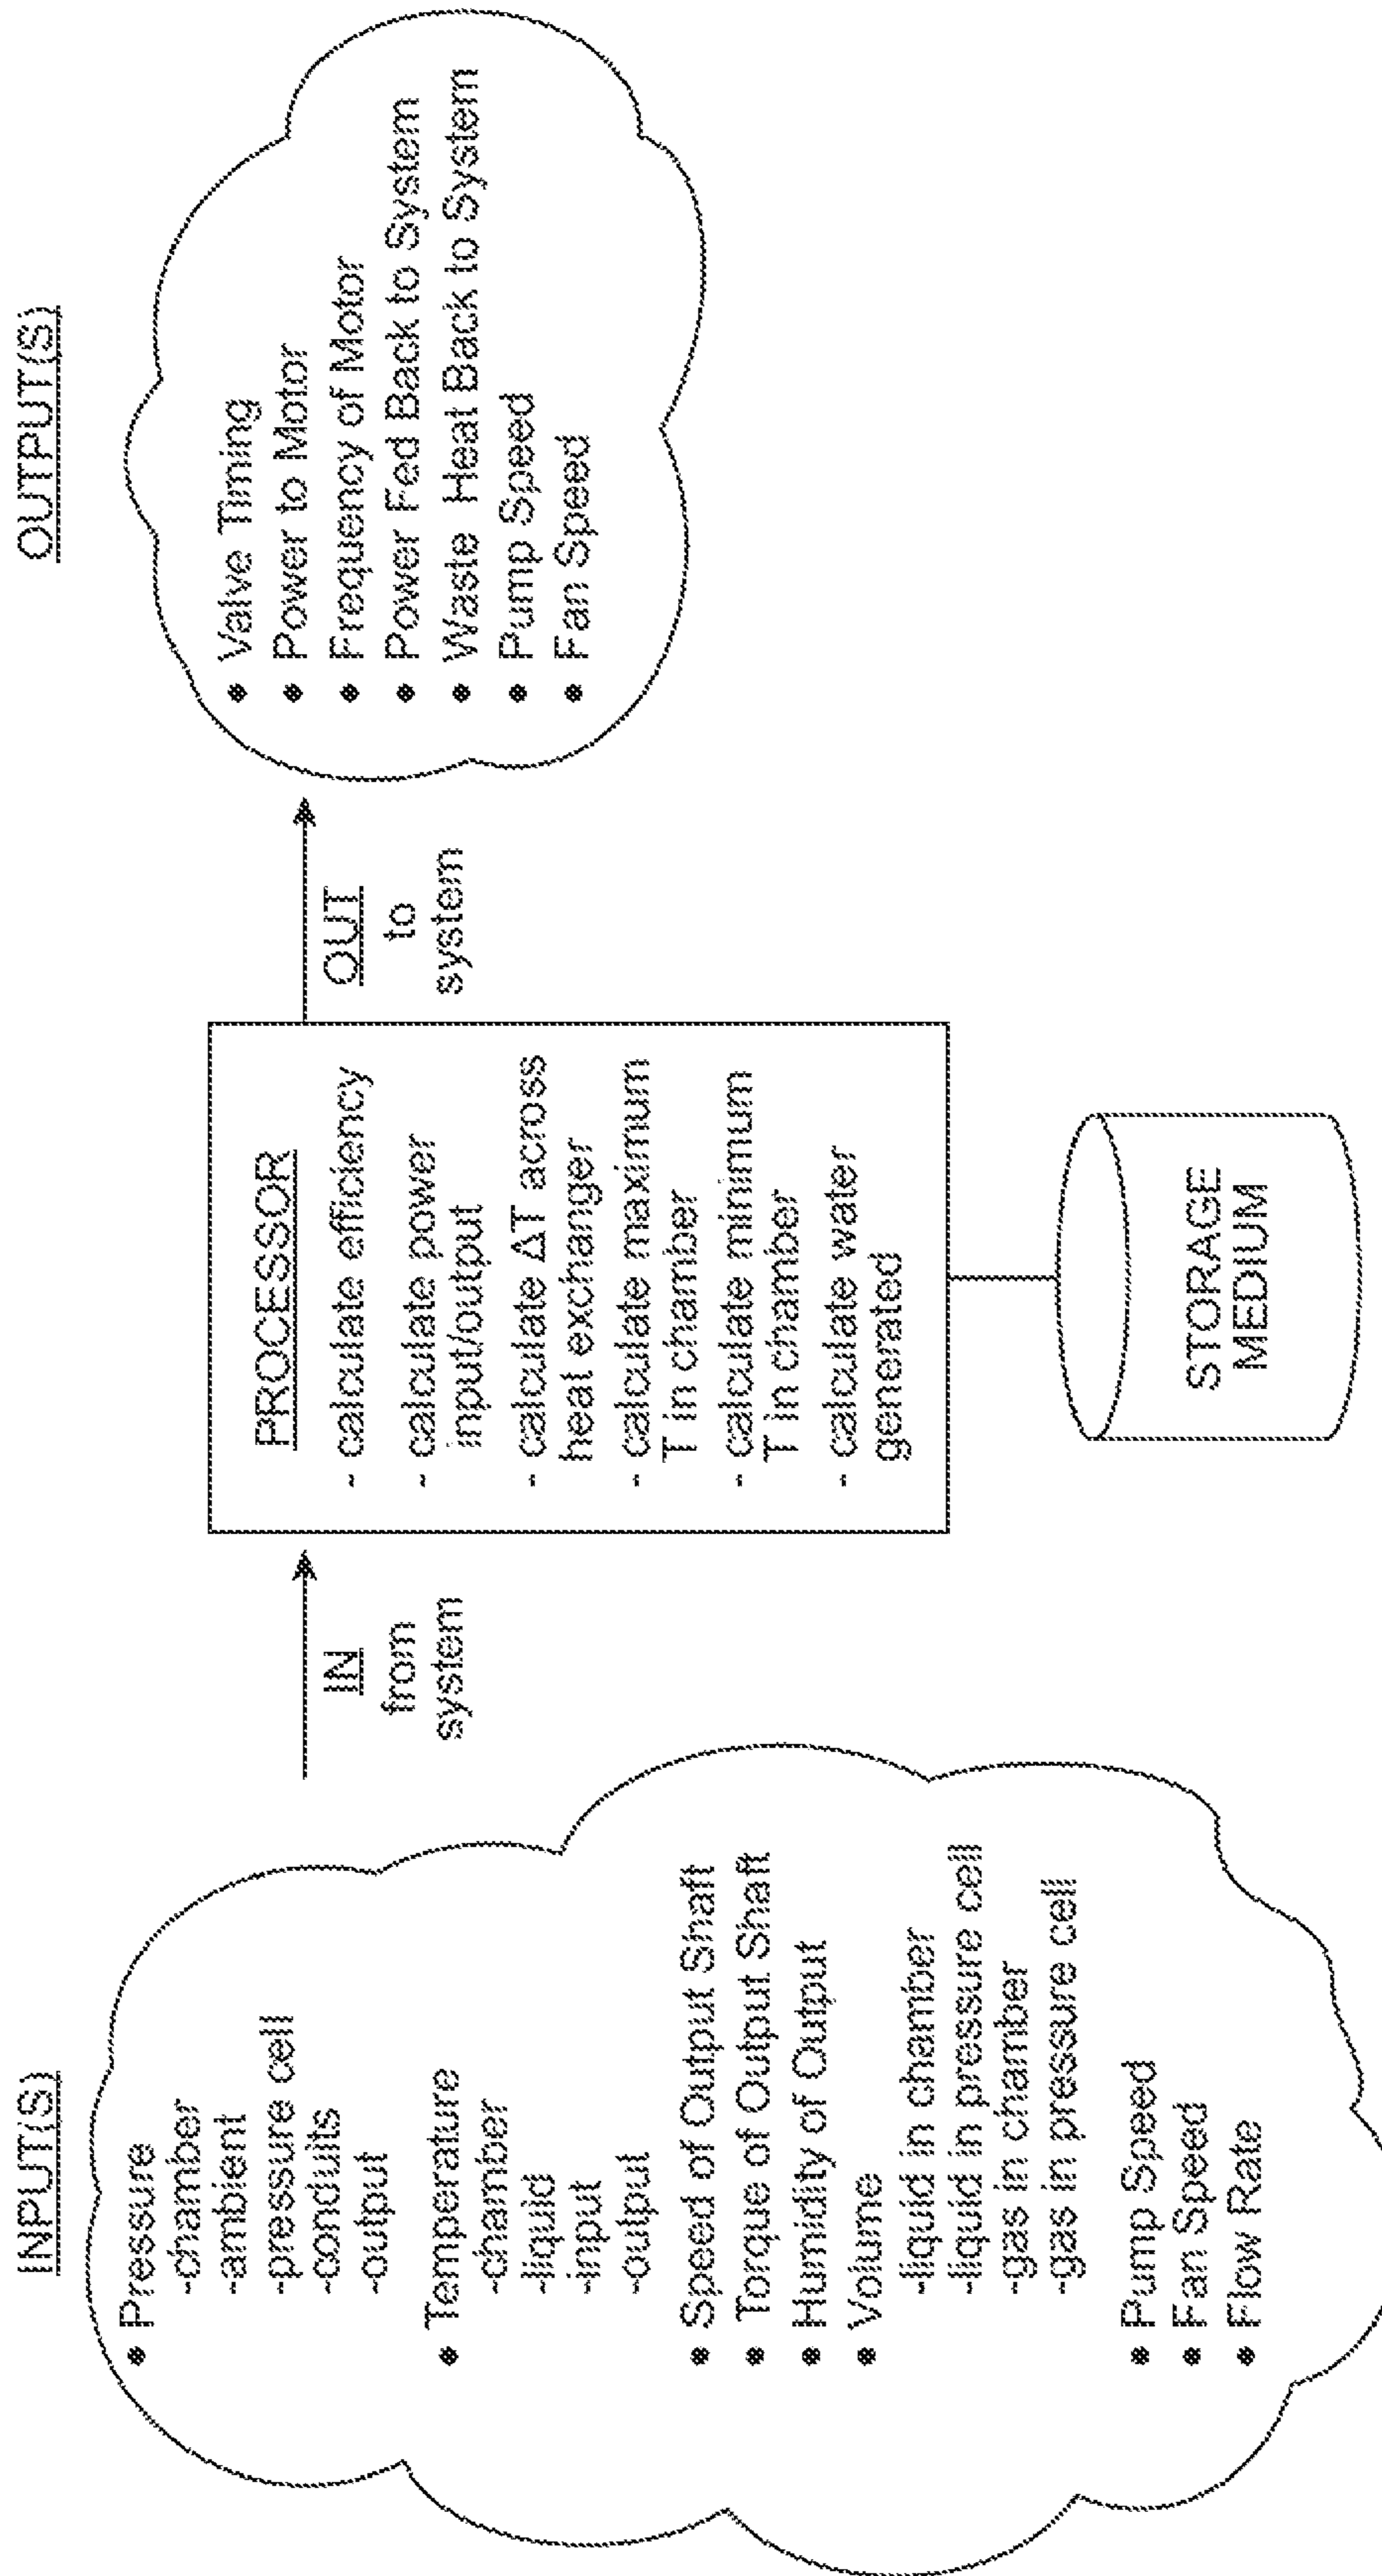 INPUT(S)
● Pressure
-chamber
-ambient
-pressure cell
-conduits
-output
● Temperature
-chamber
-liquid
-input
-output
● Speed of Output Shaft
● Torque of Output Shaft
● Humidity of Output
● Volume
-liquid in chamber
-liquid in pressure cell
-gas in chamber
-gas in pressure cell
● Pump Speed
● Fan Speed
● Flow Rate
IN
from
system
PROCESSOR
- calculate efficiency
- calculate power
input/output
- calculate ΔT across
heat exchanger
- calculate maximum
T in chamber
- calculate minimum
T in chamber
- calculate water
generated
STORAGE
MEDIUM
OUT
to
system
OUTPUT(S)
● Valve Timing
● Power to Motor
● Frequency of Motor
● Power Fed Back to System
● Waste Heat Back to System
● Pump Speed
● Fan Speed